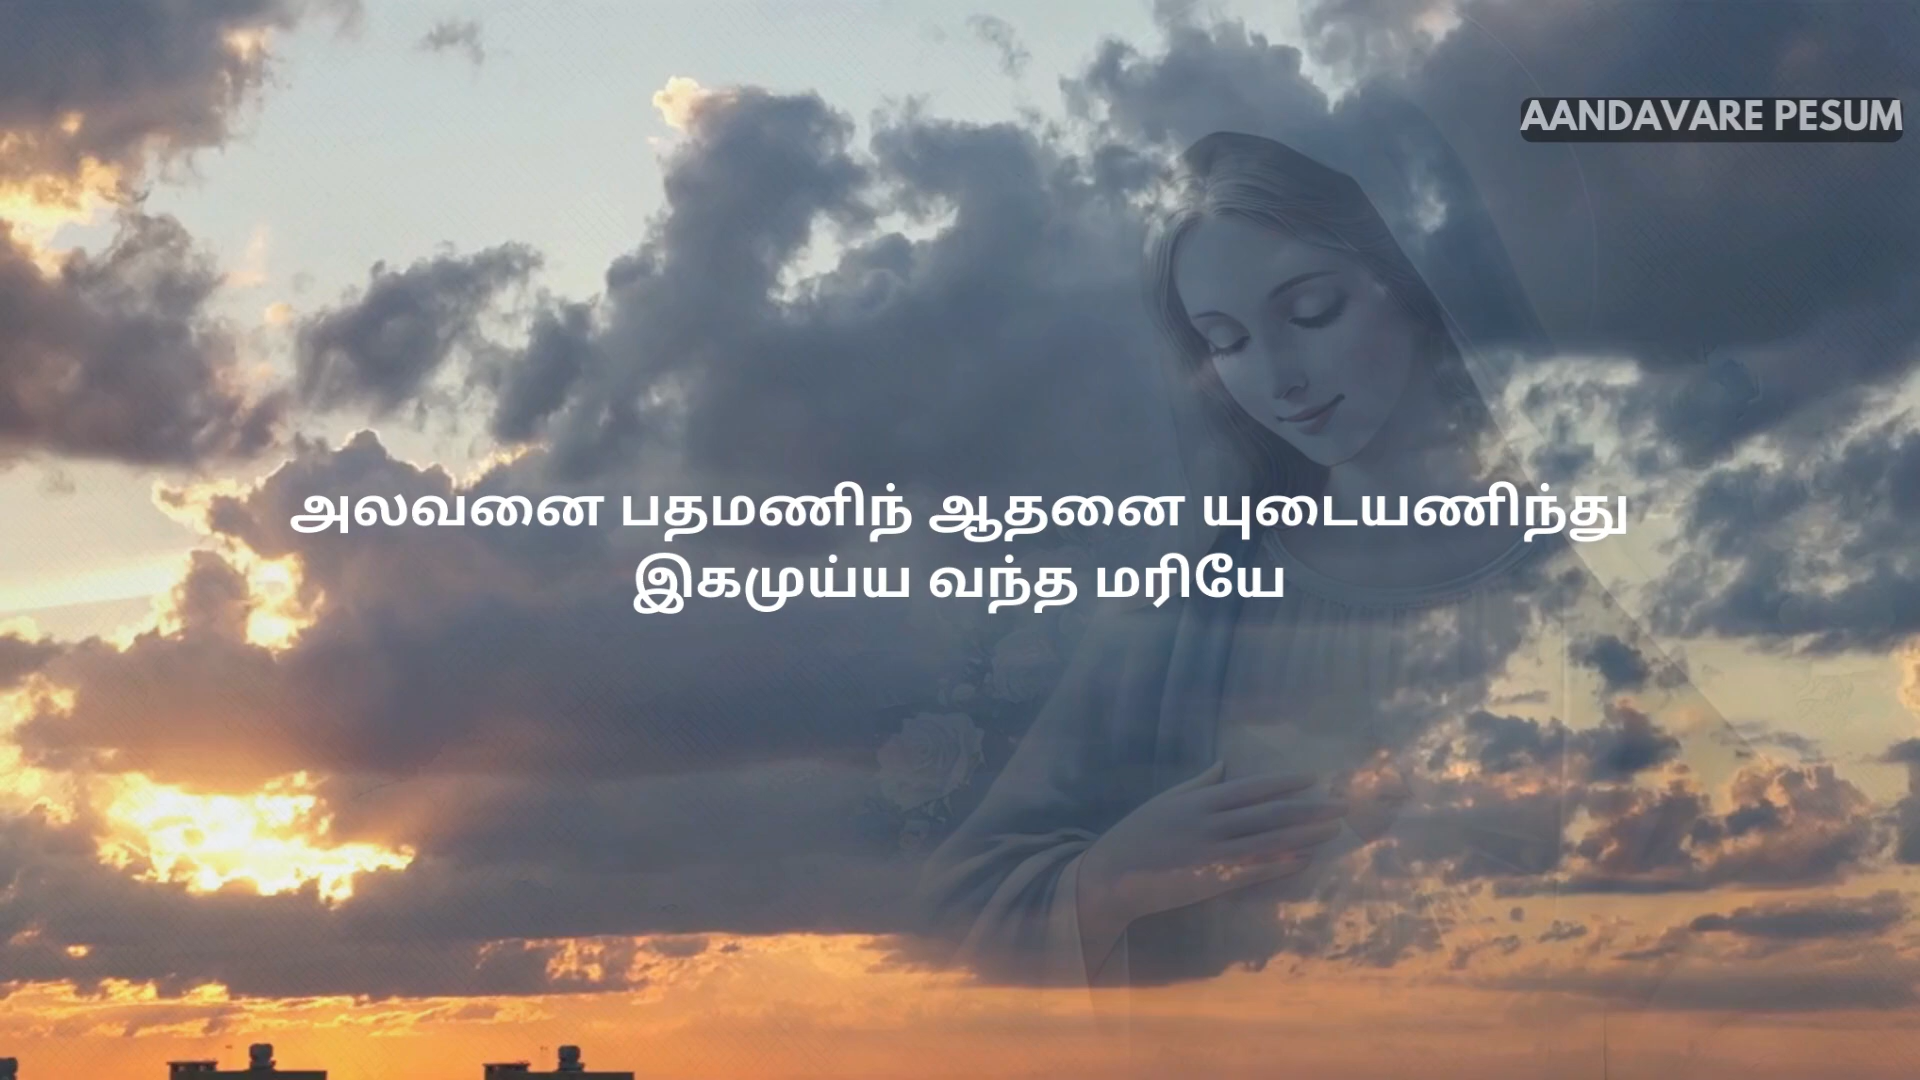 AANDAVARE PESUM
அலவனை பதமணிந் ஆதனை யுடையணிந்து
இகமுய்ய வந்த மரியே